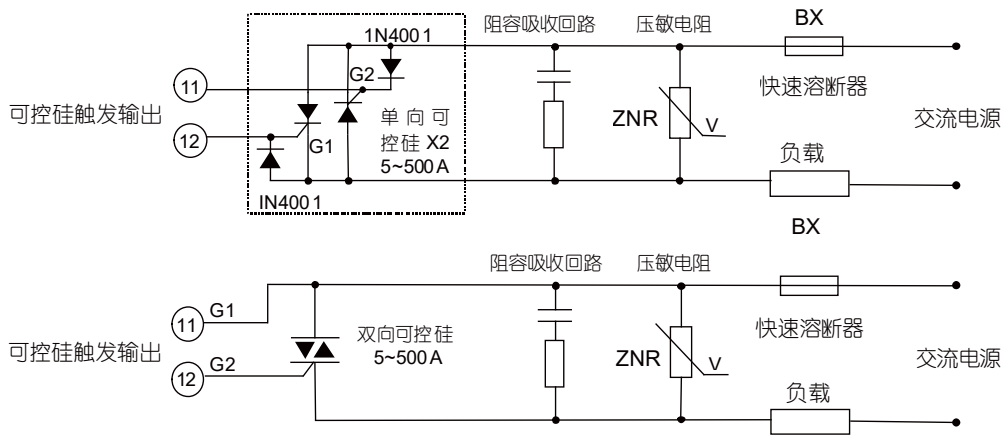 1N4001
阻容吸收回路
压敏电阻
BX
11
G2
可控硅触发输出
快速溶断器
单向可
控硅 X2
5~500A
ZNR
V
交流电源
12
G1
负载
IN4001
BX
阻容吸收回路
压敏电阻
G1
11
双向可控硅
5~500A
快速溶断器
可控硅触发输出
ZNR
V
交流电源
G2
12
负载